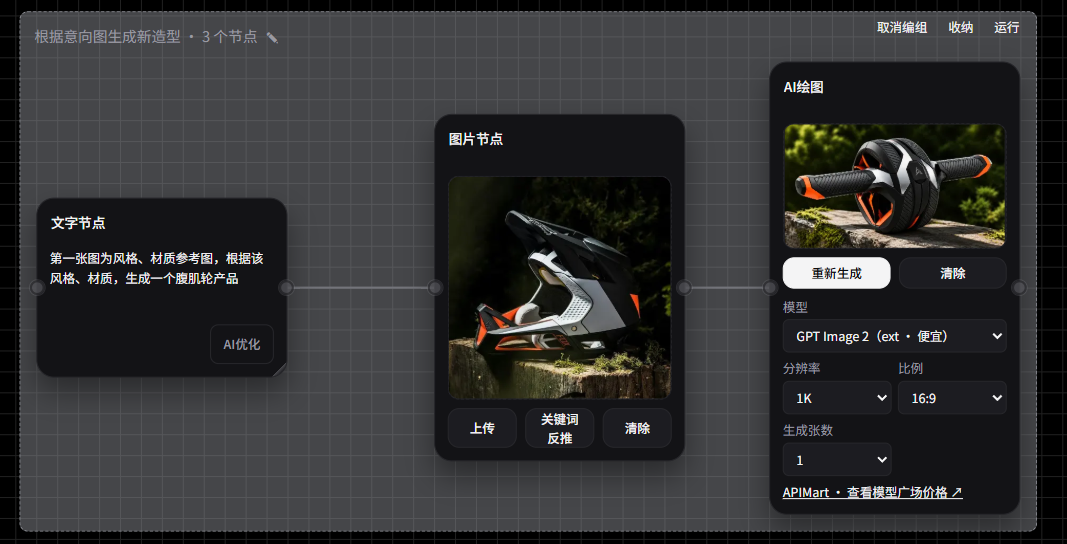 根据意向图生成新造型 · 3 个节点
取消编组 收纳 运行
文字节点
第一张图为风格、材质参考图，根据该
风格、材质，生成一个腹肌轮产品
AI优化
图片节点
上传
关键词
反推
清除
AI绘图
重新生成
清除
模型
GPT Image 2（ext · 便宜）
分辨率
比例
1K
16:9
生成张数
1
APIMart · 查看模型广场价格 ↗